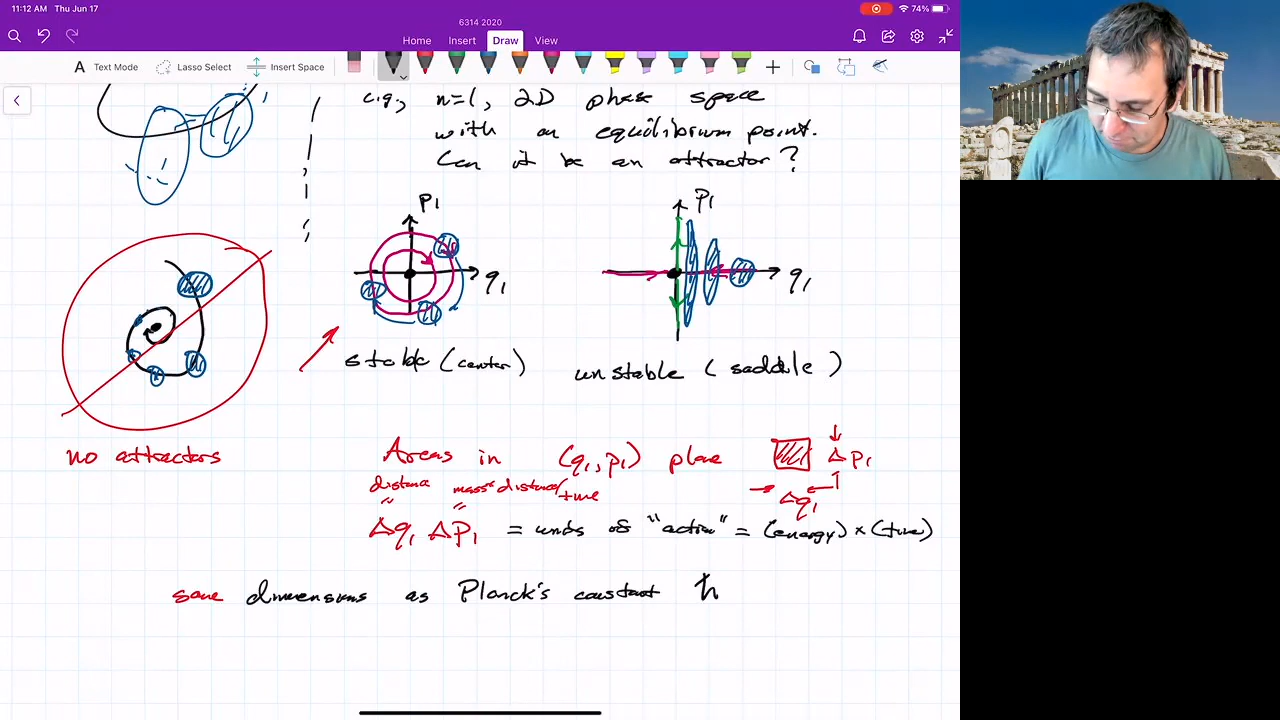 11:12 AM Thu Jun 17
74%
6314 2020
Home Insert Draw View
Text Mode Lasso Select Insert Space
e.g., n=1, 2D phase space
with an equilibrium point.
Can it be an attractor?
p1
q1
stable (center)
p1
q1
unstable (saddle)
no attractors
Areas in (q1, p1) plane
Δp1
Δq1
distance mass * distance/time
Δq1 Δp1 = units of "action" = (energy) × (time)
same dimensions as Planck's constant ℏ